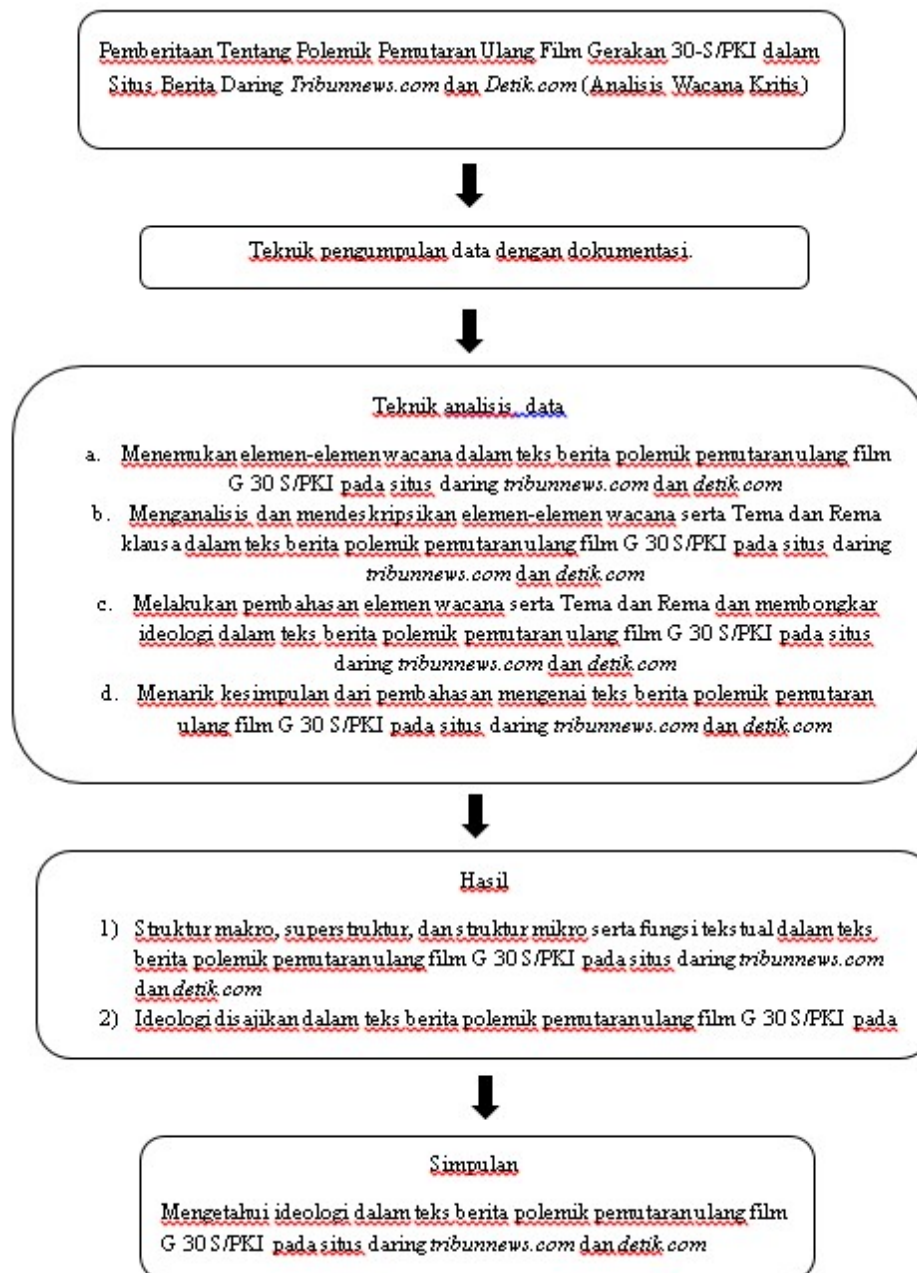 Pemberitaan Tentang Polemik Pemutaran Ulang Film Gerakan 30-S/PKI dalam
Situs Berita Daring Tribunnews.com dan Detik.com (Analisis Wacana Kritis)
Teknik pengumpulan data dengan dokumentasi.
Teknik analisis data
a. Menemukan elemen-elemen wacana dalam teks berita polemik pemutaran ulang film
G 30 S/PKI pada situs daring tribunnews.com dan detik.com
b. Menganalisis dan mendeskripsikan elemen-elemen wacana serta Tema dan Rema
klausa dalam teks berita polemik pemutaran ulang film G 30 S/PKI pada situs daring
tribunnews.com dan detik.com
c. Melakukan pembahasan elemen wacana serta Tema dan Rema dan membongkar
ideologi dalam teks berita polemik pemutaran ulang film G 30 S/PKI pada situs
daring tribunnews.com dan detik.com
d. Menarik kesimpulan dari pembahasan mengenai teks berita polemik pemutaran
ulang film G 30 S/PKI pada situs daring tribunnews.com dan detik.com
Hasil
1) Struktur makro, superstruktur, dan struktur mikro serta fungsi tekstual dalam teks
berita polemik pemutaran ulang film G 30 S/PKI pada situs daring tribunnews.com
dan detik.com
2) Ideologi disajikan dalam teks berita polemik pemutaran ulang film G 30 S/PKI pada
Simpulan
Mengetahui ideologi dalam teks berita polemik pemutaran ulang film
G 30 S/PKI pada situs daring tribunnews.com dan detik.com